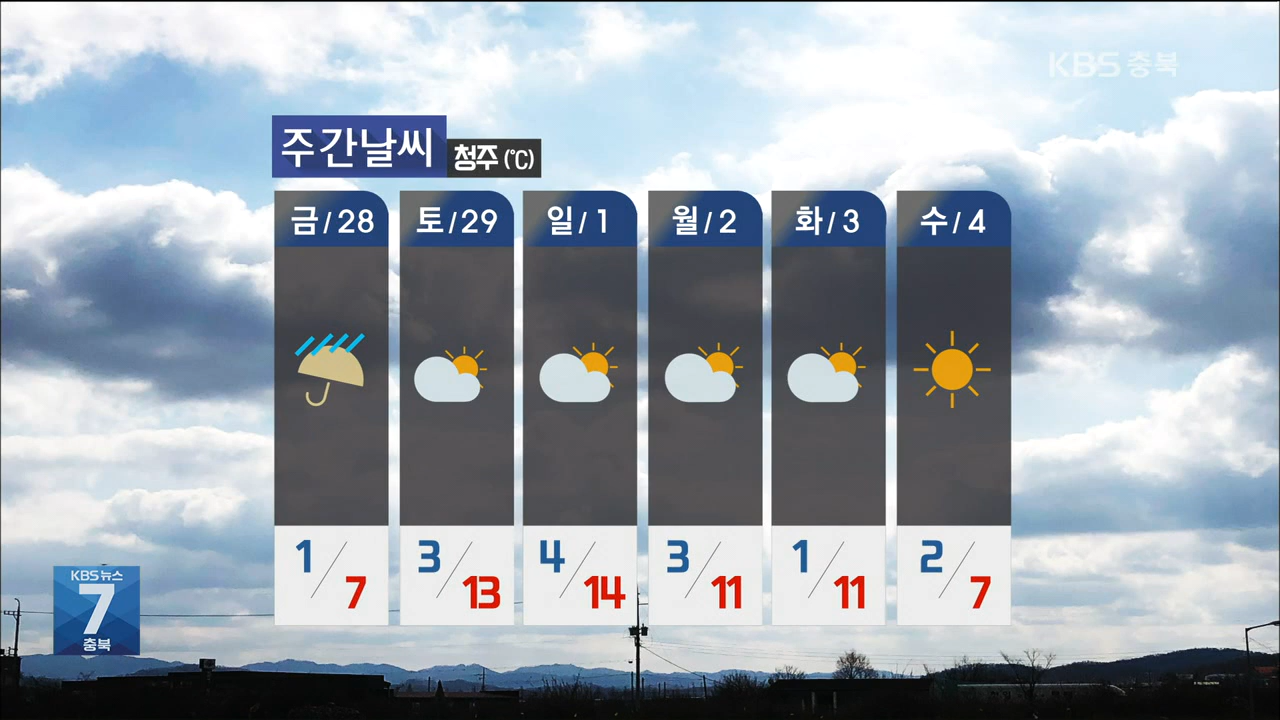 KBS 충북
주간날씨 청주 (℃)
금/28 토/29 일/1 월/2 화/3 수/4
1/7 3/13 4/14 3/11 1/11 2/7
KBS 뉴스
7
충북